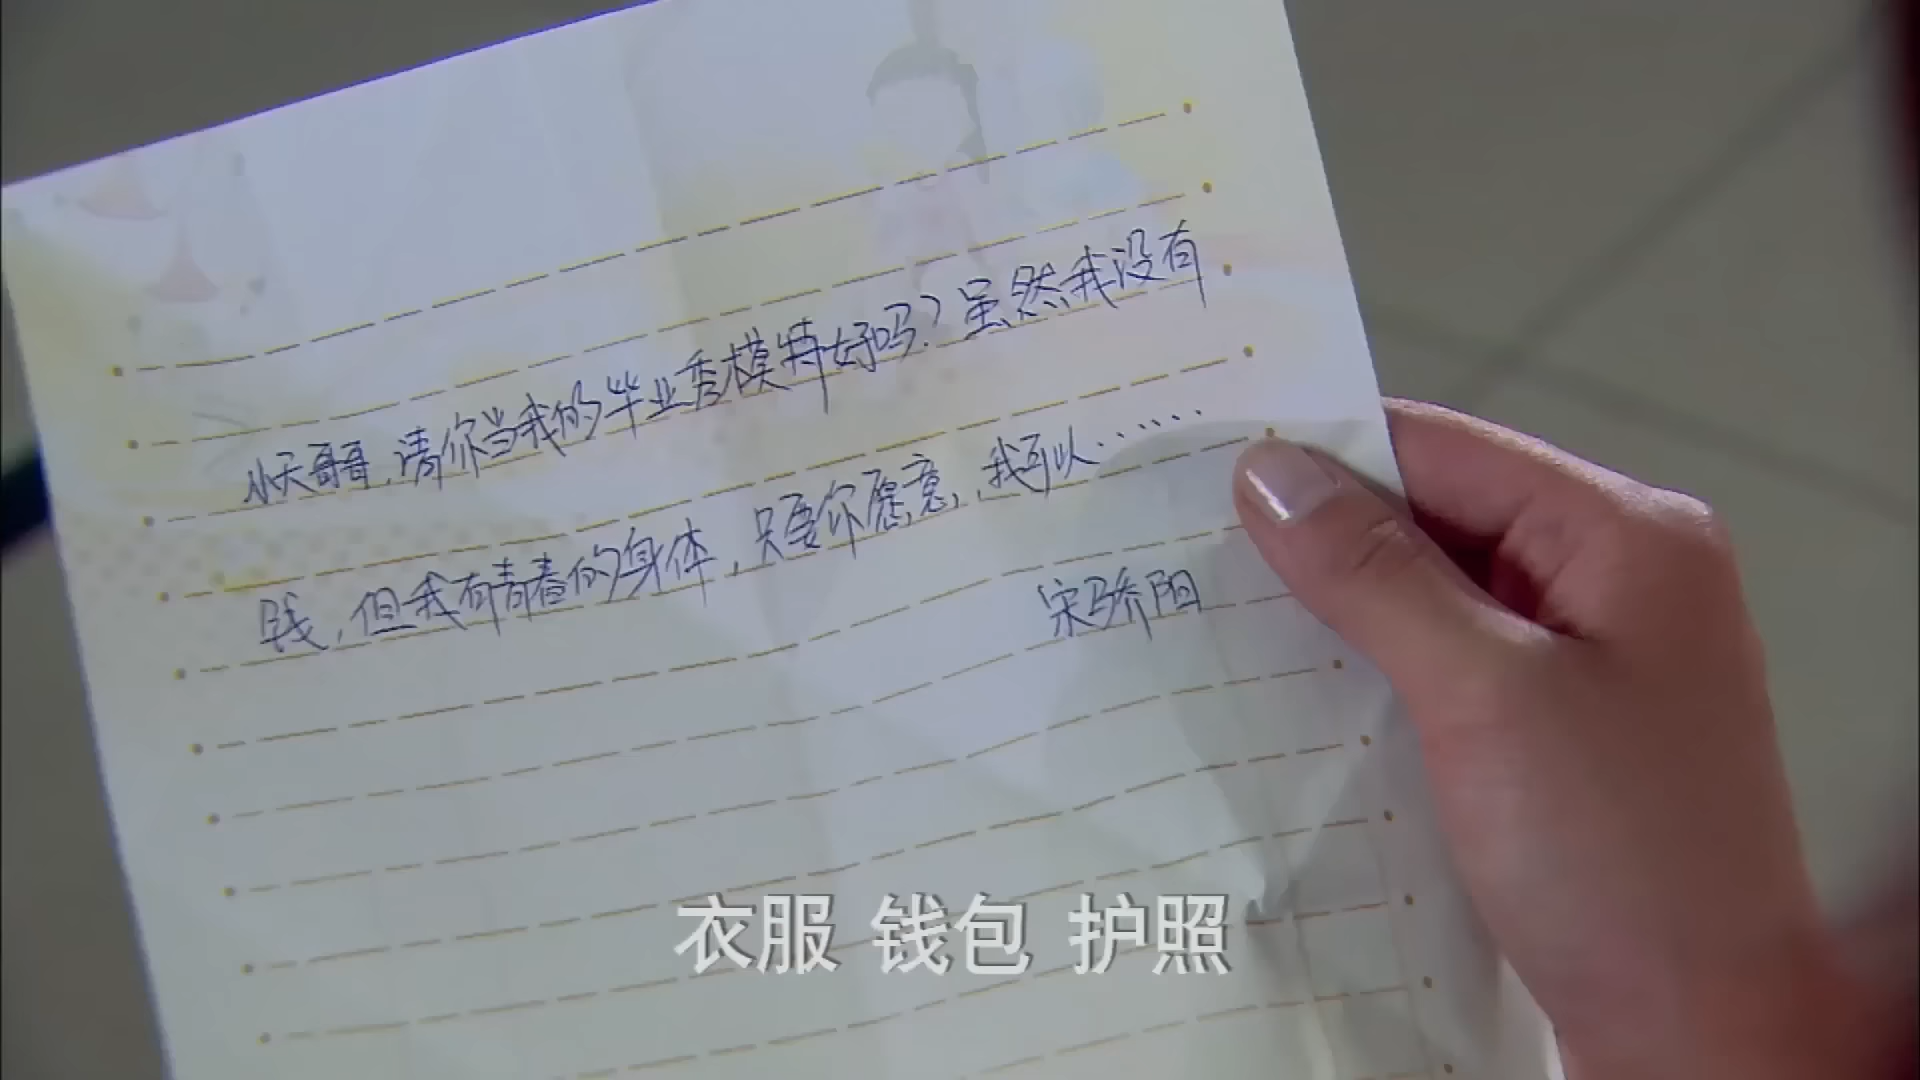 小天哥哥,请你当我的毕业秀模特好吗?虽然我没有
钱,但我有青春的身体,只要你愿意,我可以……
宋骄阳
衣服 钱包 护照